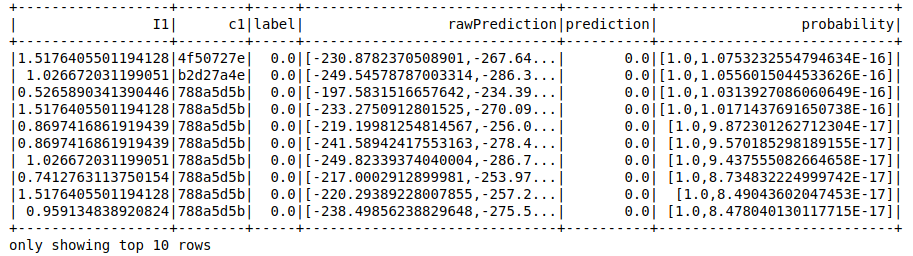 +------------------+--------+-----+------------------------------+----------+-----------------------------+
|                I1|      c1|label|                 rawPrediction|prediction|                  probability|
+------------------+--------+-----+------------------------------+----------+-----------------------------+
|1.5176405501194128|4f50727e|  0.0|[-230.8782370508901,-267.64...|       0.0|[1.0,1.0753232554794634E-16]|
| 1.026672031199051|b2d27a4e|  0.0|[-249.54578787003314,-286.3...|       0.0|[1.0,1.0556015044533626E-16]|
|0.5265890341390446|788a5d5b|  0.0|[-197.5831516657642,-234.39...|       0.0|[1.0,1.0313927086060649E-16]|
|1.5176405501194128|788a5d5b|  0.0|[-233.2750912801525,-270.09...|       0.0|[1.0,1.0171437691650738E-16]|
|0.8697416861919439|788a5d5b|  0.0|[-219.19981254814567,-256.0...|       0.0| [1.0,9.872301262712304E-17]|
|0.8697416861919439|788a5d5b|  0.0|[-241.58942417553163,-278.4...|       0.0| [1.0,9.570185298189155E-17]|
| 1.026672031199051|788a5d5b|  0.0|[-249.82339374040004,-286.7...|       0.0| [1.0,9.437555082664658E-17]|
|0.7412763113750154|788a5d5b|  0.0|[-217.0002912899981,-253.97...|       0.0| [1.0,8.734832224999742E-17]|
|1.5176405501194128|788a5d5b|  0.0|[-220.29389228007855,-257.2...|       0.0|  [1.0,8.49043602047453E-17]|
| 0.959134838920824|788a5d5b|  0.0|[-238.49856238829648,-275.5...|       0.0| [1.0,8.478040130117715E-17]|
+------------------+--------+-----+------------------------------+----------+-----------------------------+
only showing top 10 rows